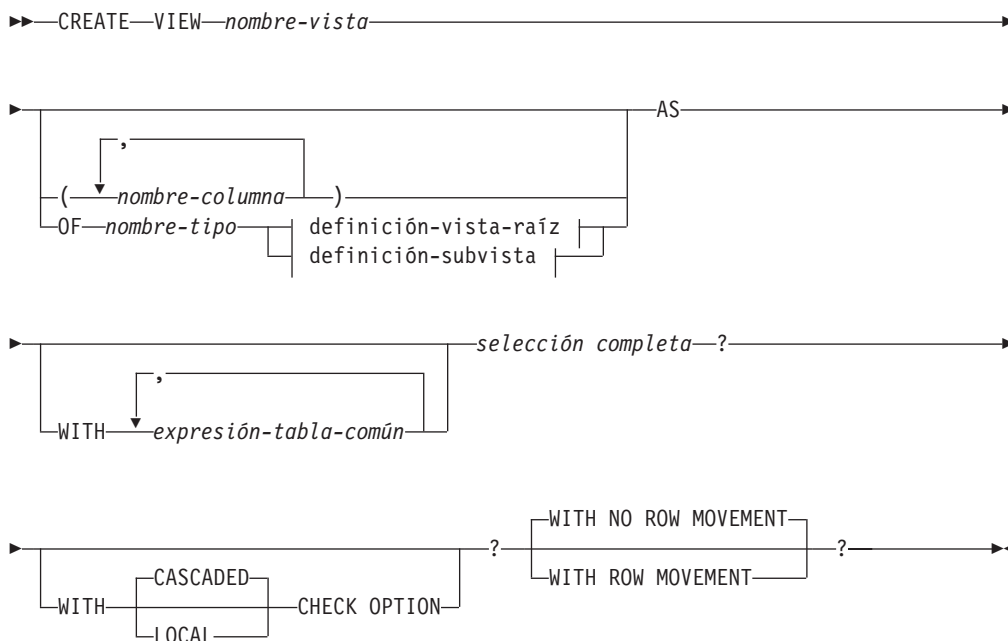 CREATE VIEW nombre-vista
AS
,
( nombre-columna )
OF nombre-tipo definición-vista-raíz
definición-subvista
selección completa ?
,
WITH expresión-tabla-común
WITH NO ROW MOVEMENT
? ?
CASCADED WITH ROW MOVEMENT
WITH CHECK OPTION
LOCAL